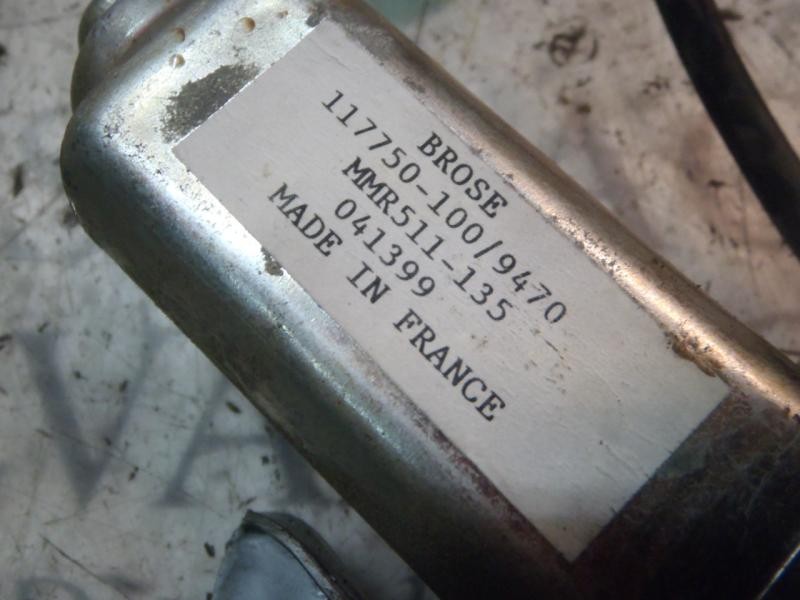 BROSE
117750-100/9470
MMR511-135
041399
MADE IN FRANCE